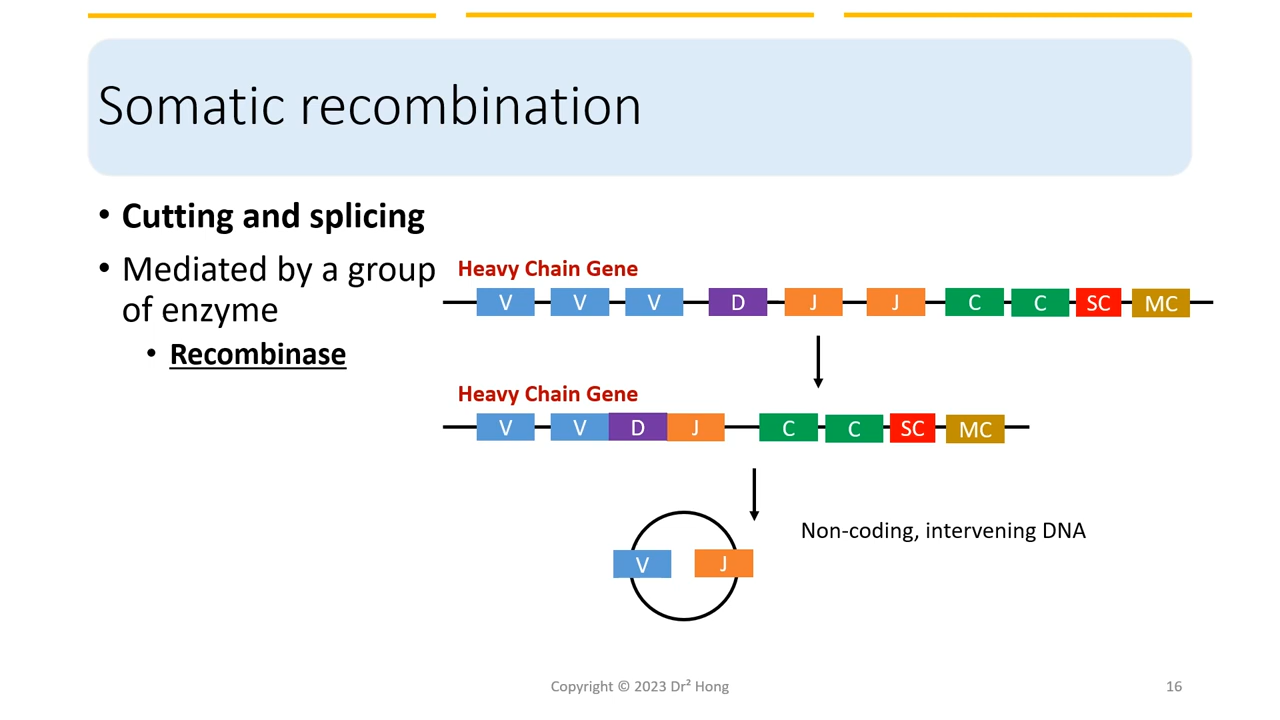 Somatic recombination
• Cutting and splicing
• Mediated by a group
of enzyme
• Recombinase
Heavy Chain Gene
V V V D J J C C SC MC
Heavy Chain Gene
V V D J C C SC MC
Non-coding, intervening DNA
V J
Copyright © 2023 Dr² Hong
16